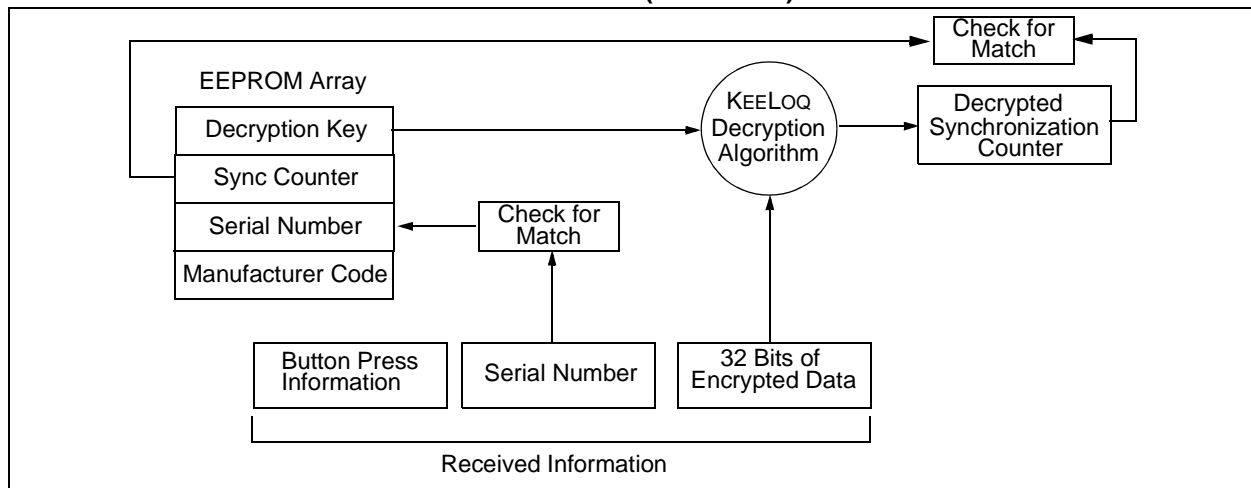 Check for
Match
EEPROM Array
Decryption Key
Sync Counter
Serial Number
Manufacturer Code
KEELOQ
Decryption
Algorithm
Decrypted
Synchronization
Counter
Check for
Match
Button Press
Information
Serial Number
32 Bits of
Encrypted Data
Received Information